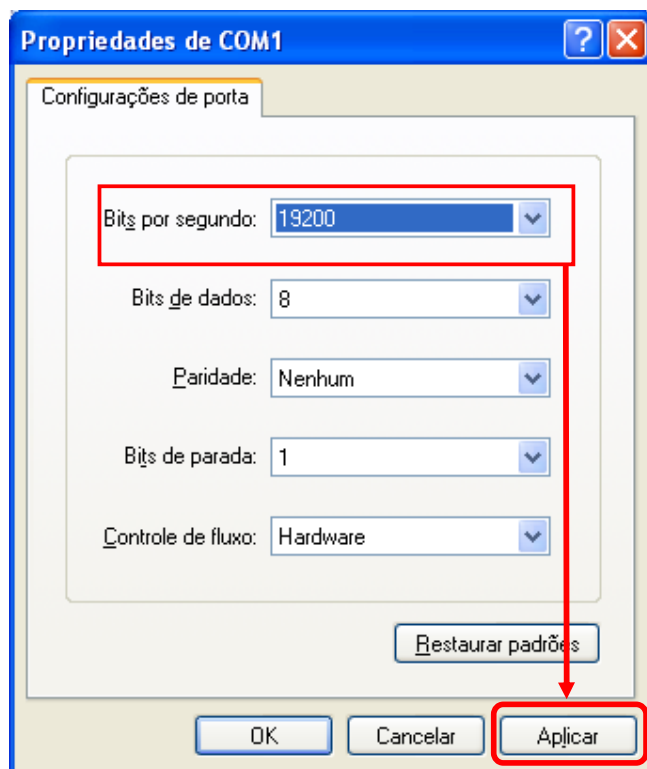 Propriedades de COM1
Configurações de porta
Bits por segundo: 19200
Bits de dados: 8
Paridade: Nenhum
Bits de parada: 1
Controle de fluxo: Hardware
Restaurar padrões
OK Cancelar Aplicar